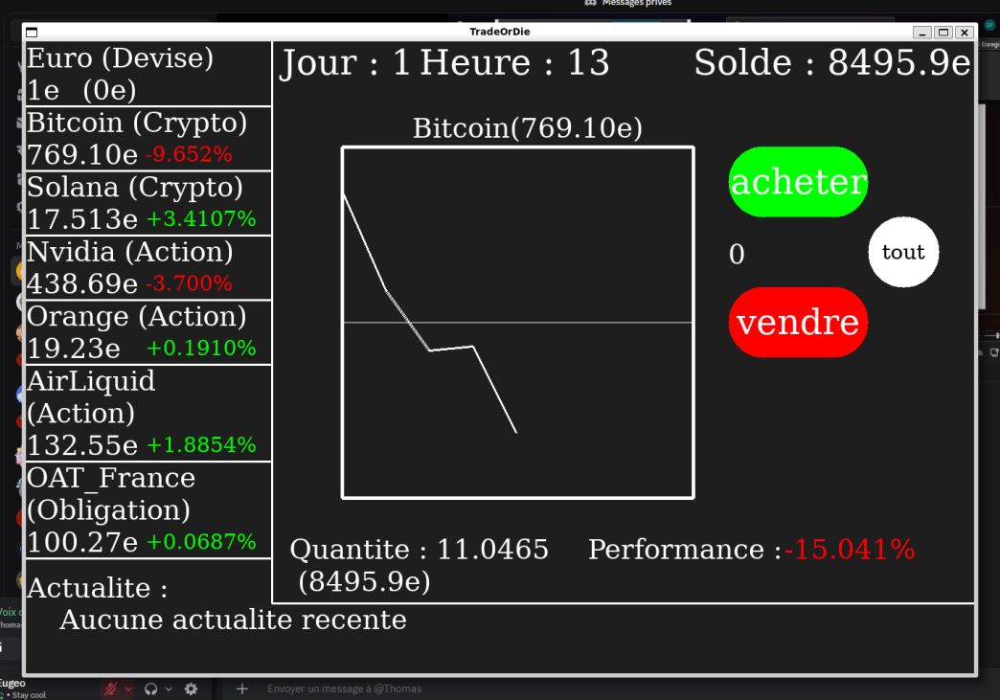 Messages privés
TradeOrDie
Euro (Devise)
1e (0e)
Bitcoin (Crypto)
769.10e -9.652%
Solana (Crypto)
17.513e +3.4107%
Nvidia (Action)
438.69e -3.700%
Orange (Action)
19.23e +0.1910%
AirLiquid
(Action)
132.55e +1.8854%
OAT_France
(Obligation)
100.27e +0.0687%
Actualite :
Aucune actualite recente
Jour : 1 Heure : 13 Solde : 8495.9e
Bitcoin(769.10e)
acheter
0
tout
vendre
Quantite : 11.0465 Performance :-15.041%
(8495.9e)
Eugeo
Stay cool
Envoyer un message à @Thomas